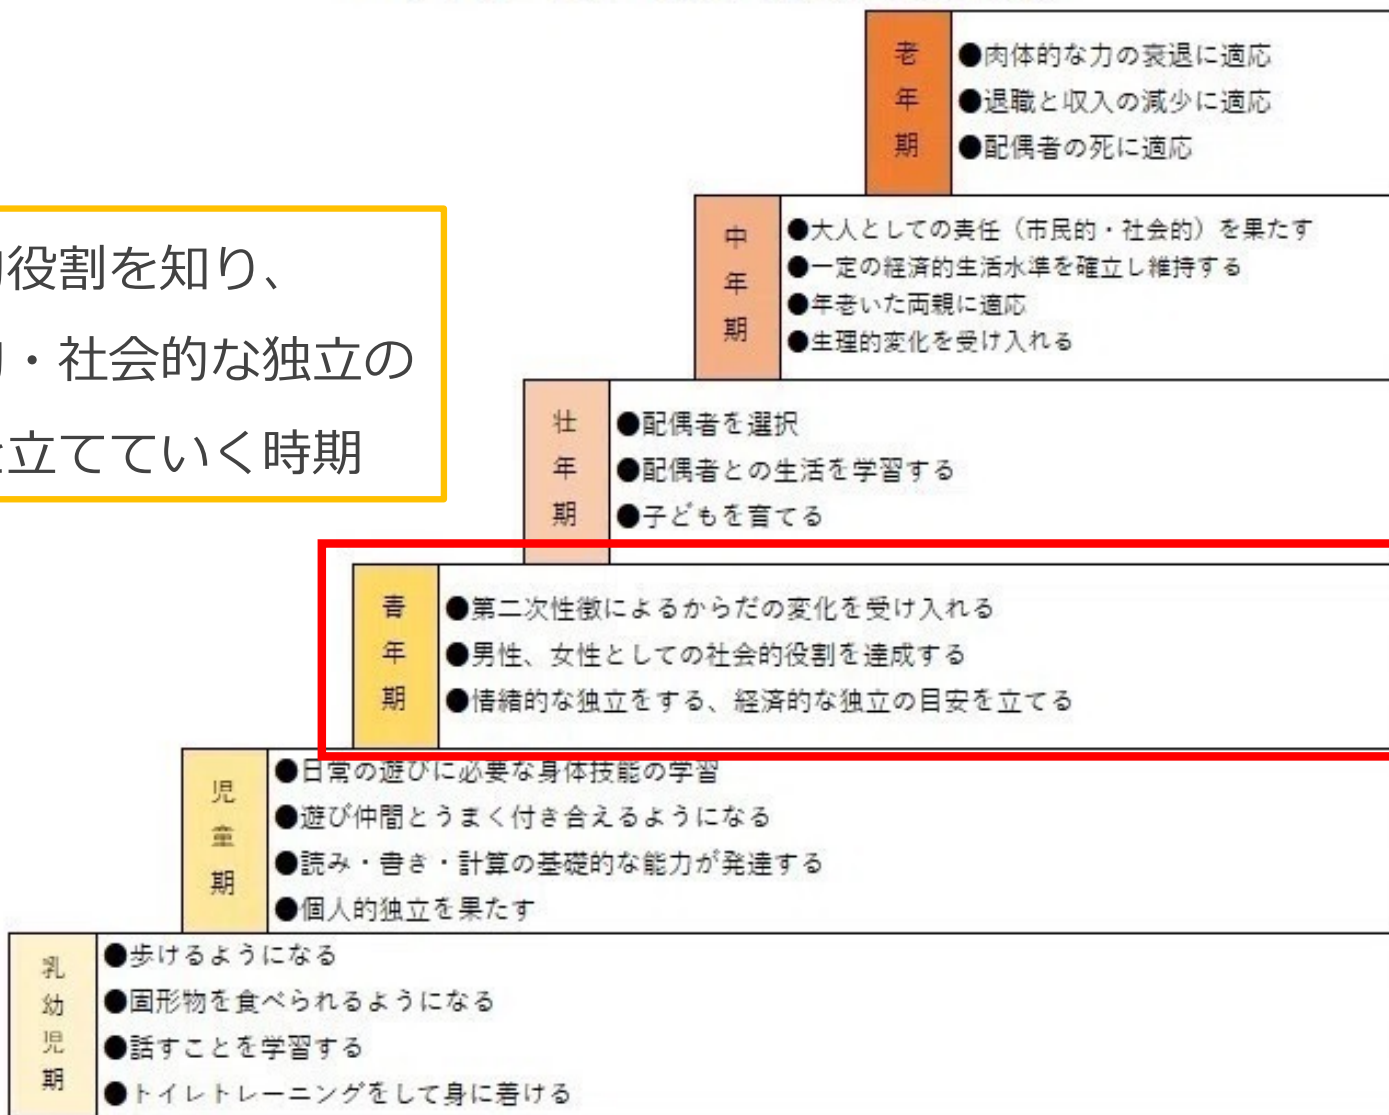 老年期
●肉体的な力の衰退に適応
●退職と収入の減少に適応
●配偶者の死に適応
中年期
●大人としての責任（市民的・社会的）を果たす
●一定の経済的生活水準を確立し維持する
●年老いた両親に適応
●生理的変化を受け入れる
役割を知り、
・社会的な独立の
立てていく時期
壮年期
●配偶者を選択
●配偶者との生活を学習する
●子どもを育てる
青年期
●第二次性徴によるからだの変化を受け入れる
●男性、女性としての社会的役割を達成する
●情緒的な独立をする、経済的な独立の目安を立てる
児童期
●日常の遊びに必要な身体技能の学習
●遊び仲間とうまく付き合えるようになる
●読み・書き・計算の基礎的な能力が発達する
●個人的独立を果たす
乳幼児期
●歩けるようになる
●固形物を食べられるようになる
●話すことを学習する
●トイレトレーニングをして身に着ける